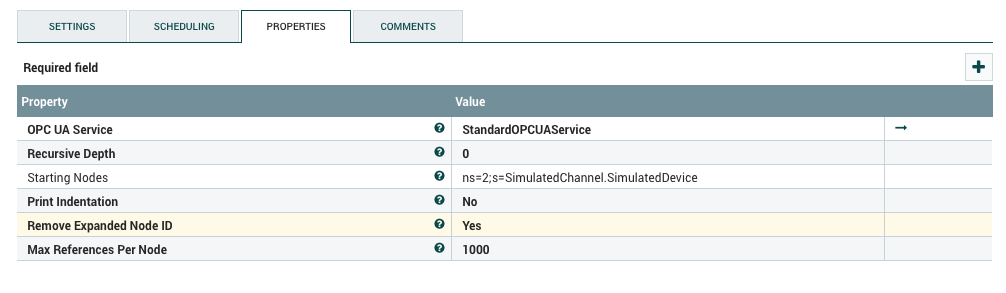 SETTINGS SCHEDULING PROPERTIES COMMENTS
Required field
Property Value
OPC UA Service StandardOPCUAService
Recursive Depth 0
Starting Nodes ns=2;s=SimulatedChannel.SimulatedDevice
Print Indentation No
Remove Expanded Node ID Yes
Max References Per Node 1000